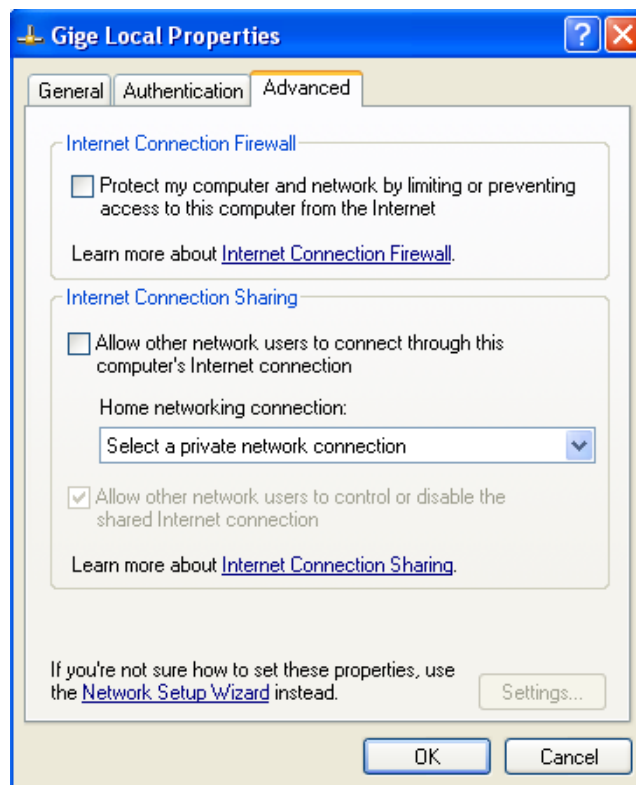 Gige Local Properties
General Authentication Advanced
Internet Connection Firewall
Protect my computer and network by limiting or preventing
access to this computer from the Internet
Learn more about Internet Connection Firewall.
Internet Connection Sharing
Allow other network users to connect through this
computer's Internet connection
Home networking connection:
Select a private network connection
Allow other network users to control or disable the
shared Internet connection
Learn more about Internet Connection Sharing.
If you're not sure how to set these properties, use
the Network Setup Wizard instead.
Settings...
OK Cancel